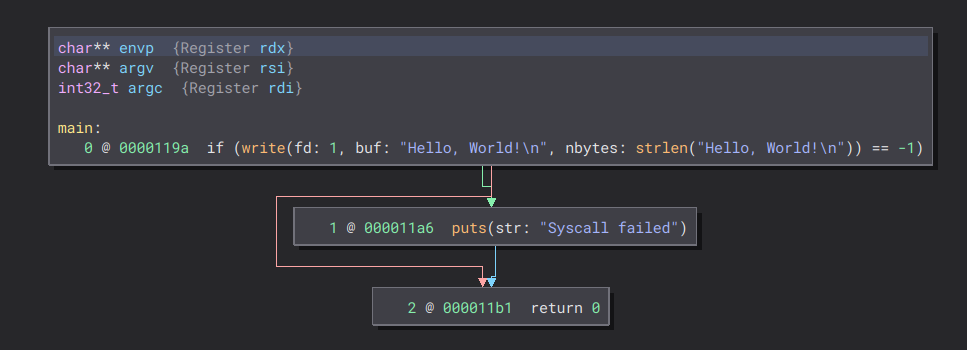 char** envp  {Register rdx}
char** argv  {Register rsi}
int32_t argc  {Register rdi}
main:
0 @ 0000119a  if (write(fd: 1, buf: "Hello, World!\n", nbytes: strlen("Hello, World!\n")) == -1)
1 @ 000011a6  puts(str: "Syscall failed")
2 @ 000011b1  return 0